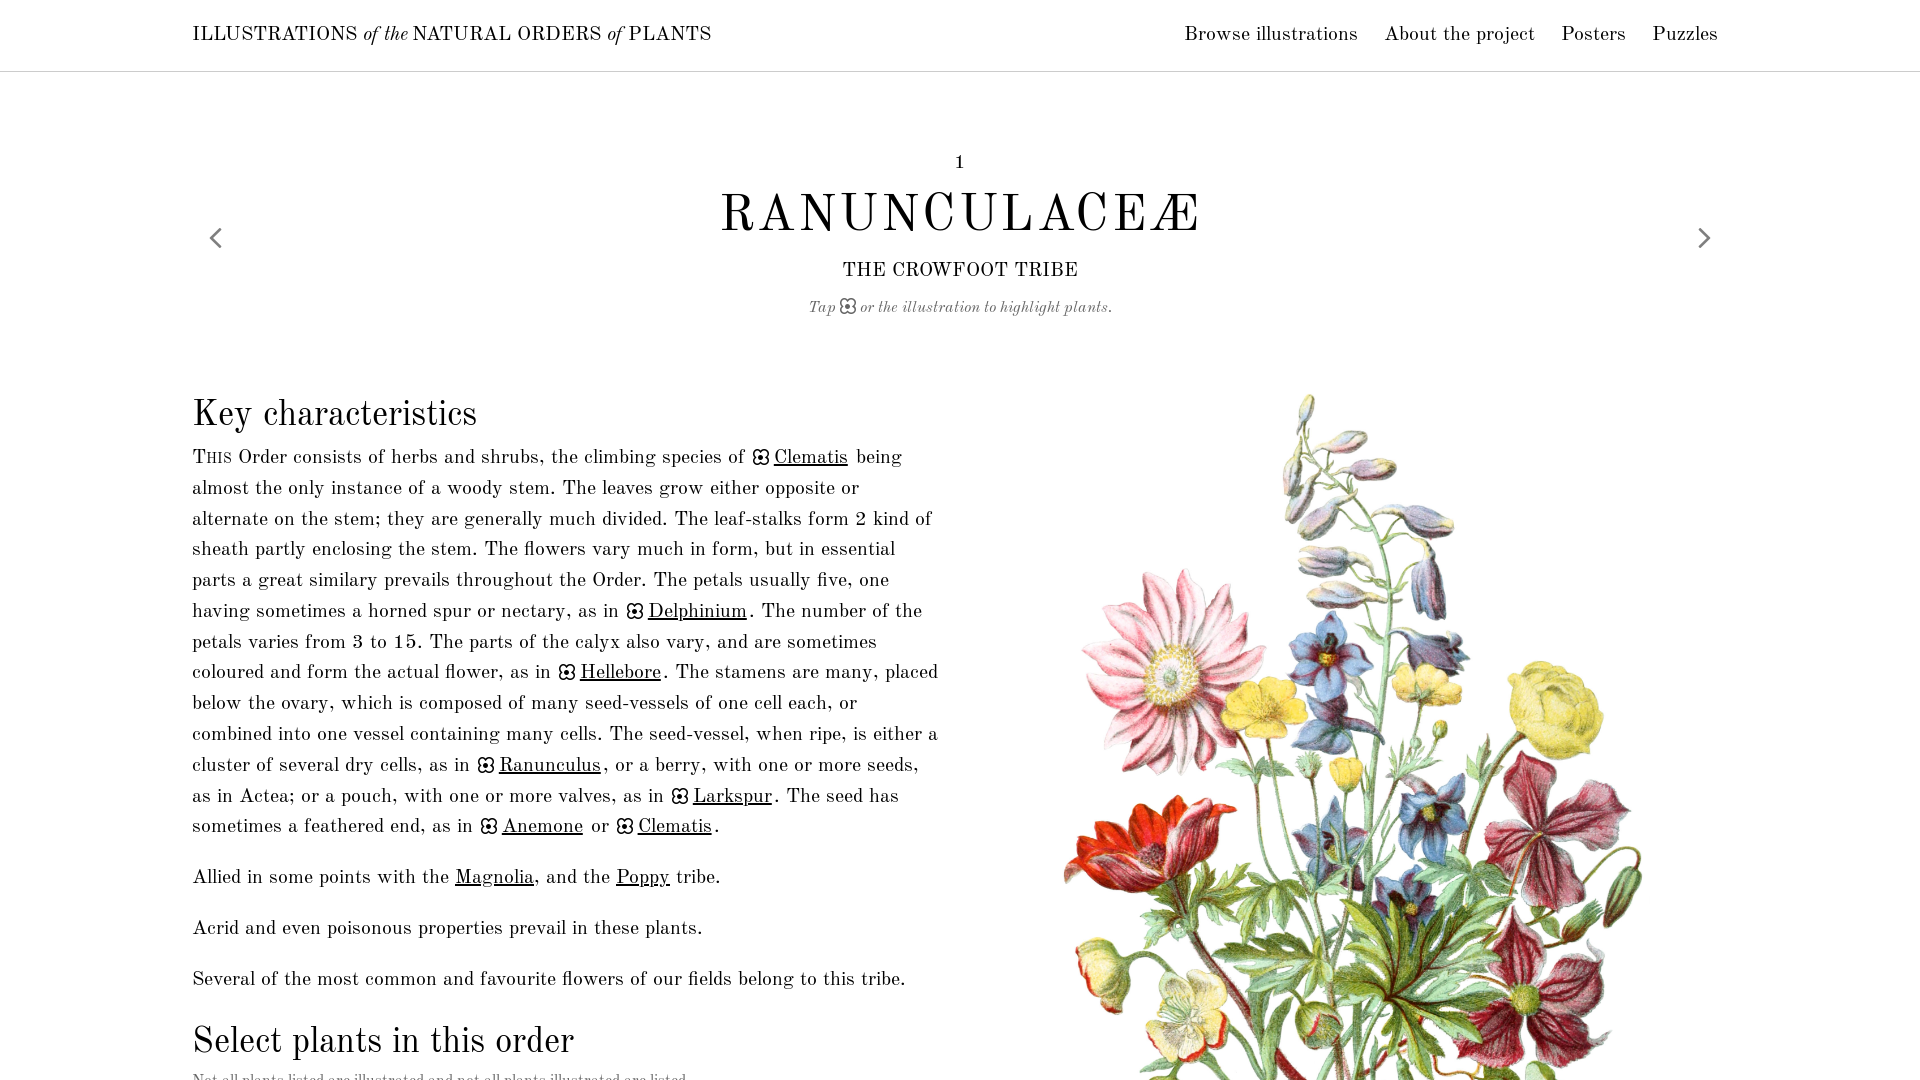 ILLUSTRATIONS of the NATURAL ORDERS of PLANTS
Browse illustrations
About the project
Posters
Puzzles
1
RANUNCULACEÆ
THE CROWFOOT TRIBE
Tap or the illustration to highlight plants.
Key characteristics
THIS Order consists of herbs and shrubs, the climbing species of Clematis being
almost the only instance of a woody stem. The leaves grow either opposite or
alternate on the stem; they are generally much divided. The leaf-stalks form 2 kind of
sheath partly enclosing the stem. The flowers vary much in form, but in essential
parts a great similary prevails throughout the Order. The petals usually five, one
having sometimes a horned spur or nectary, as in Delphinium. The number of the
petals varies from 3 to 15. The parts of the calyx also vary, and are sometimes
coloured and form the actual flower, as in Hellebore. The stamens are many, placed
below the ovary, which is composed of many seed-vessels of one cell each, or
combined into one vessel containing many cells. The seed-vessel, when ripe, is either a
cluster of several dry cells, as in Ranunculus, or a berry, with one or more seeds,
as in Actea; or a pouch, with one or more valves, as in Larkspur. The seed has
sometimes a feathered end, as in Anemone or Clematis.
Allied in some points with the Magnolia, and the Poppy tribe.
Acrid and even poisonous properties prevail in these plants.
Several of the most common and favourite flowers of our fields belong to this tribe.
Select plants in this order
Not all plants listed are illustrated and not all plants illustrated are listed.